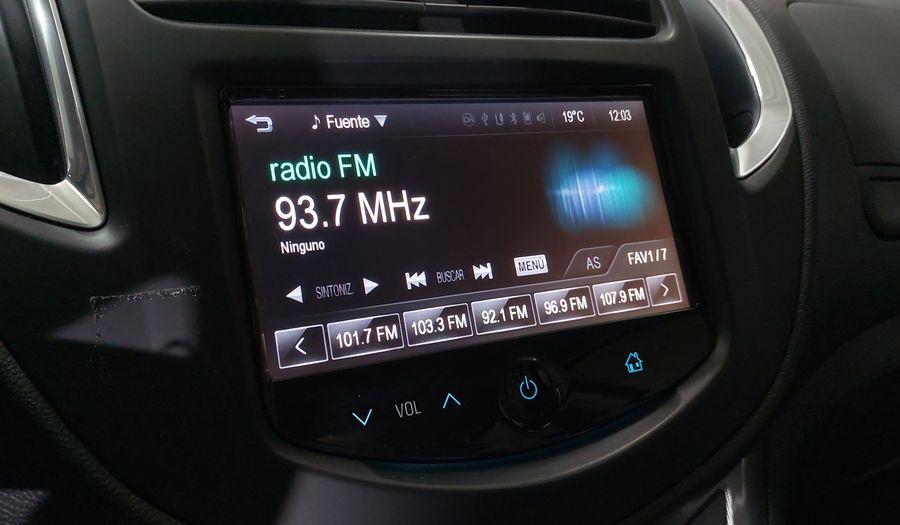 Fuente 19°C 12:03
radio FM
93.7 MHz
Ninguno
SINTONIZ. BUSCAR MENÚ AS FAV1/7
101.7 FM 103.3 FM 92.1 FM 96.9 FM 107.9 FM
VOL